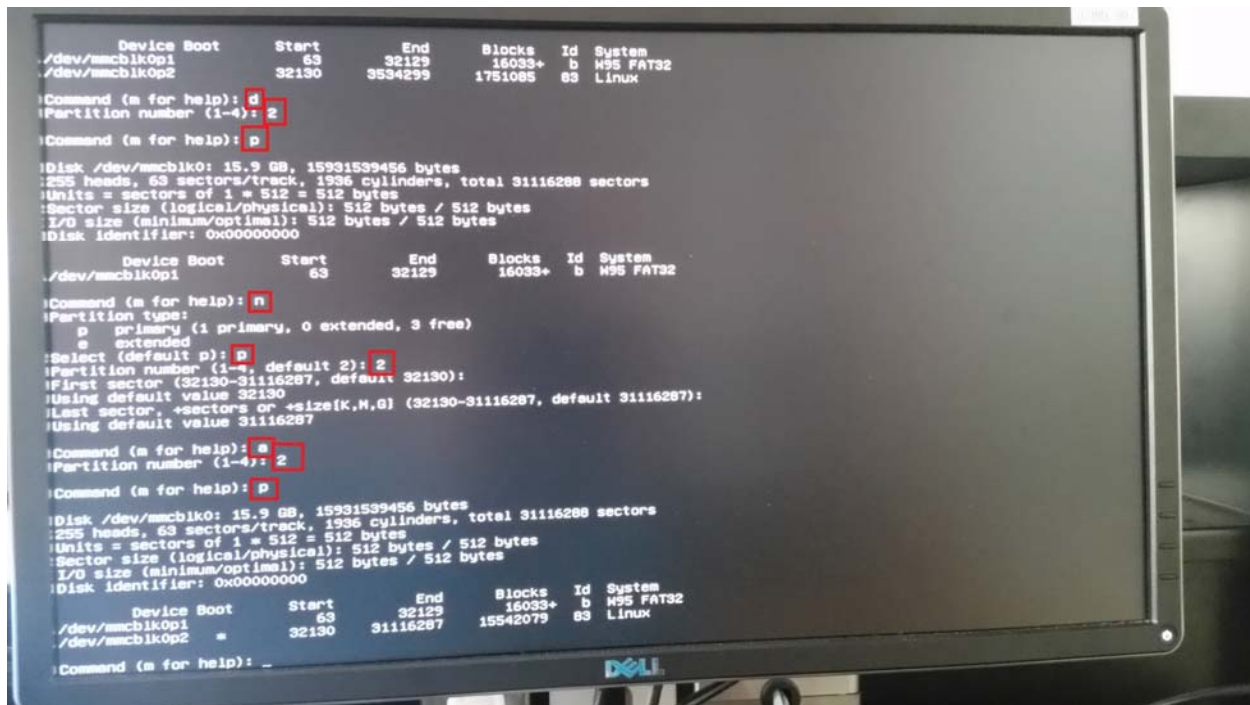 Device Boot Start End Blocks Id System
/dev/mmcblk0p1 63 32129 16033+ b W95 FAT32
/dev/mmcblk0p2 32130 3534299 1751085 83 Linux
Command (m for help): d
Partition number (1-4): 2
Command (m for help): p
Disk /dev/mmcblk0: 15.9 GB, 15931539456 bytes
255 heads, 63 sectors/track, 1936 cylinders, total 31116288 sectors
Units = sectors of 1 * 512 = 512 bytes
Sector size (logical/physical): 512 bytes / 512 bytes
I/O size (minimum/optimal): 512 bytes / 512 bytes
Disk identifier: 0x00000000
Device Boot Start End Blocks Id System
/dev/mmcblk0p1 63 32129 16033+ b W95 FAT32
Command (m for help): n
Partition type:
p primary (1 primary, 0 extended, 3 free)
e extended
Select (default p): p
Partition number (1-4, default 2): 2
First sector (32130-31116287, default 32130):
Using default value 32130
Last sector, +sectors or +size{K,M,G} (32130-31116287, default 31116287):
Using default value 31116287
Command (m for help): a
Partition number (1-4): 2
Command (m for help): p
Disk /dev/mmcblk0: 15.9 GB, 15931539456 bytes
255 heads, 63 sectors/track, 1936 cylinders, total 31116288 sectors
Units = sectors of 1 * 512 = 512 bytes
Sector size (logical/physical): 512 bytes / 512 bytes
I/O size (minimum/optimal): 512 bytes / 512 bytes
Disk identifier: 0x00000000
Device Boot Start End Blocks Id System
/dev/mmcblk0p1 63 32129 16033+ b W95 FAT32
/dev/mmcblk0p2 * 32130 31116287 15542079 83 Linux
Command (m for help): _
DELL